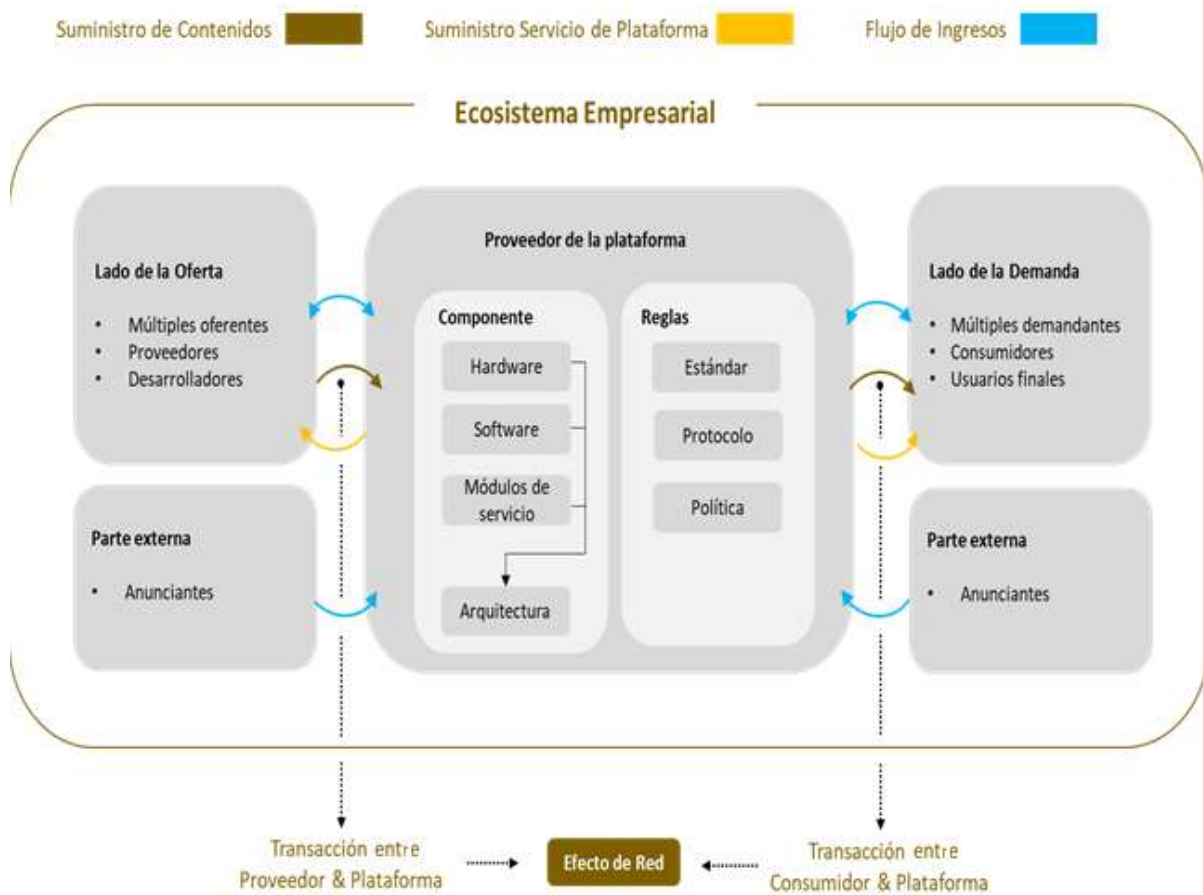 Suministro de Contenidos
Suministro Servicio de Plataforma
Flujo de Ingresos
Ecosistema Empresarial
Lado de la Oferta
• Múltiples oferentes
• Proveedores
• Desarrolladores
Parte externa
• Anunciantes
Proveedor de la plataforma
Componente
Hardware
Software
Módulos de
servicio
Arquitectura
Reglas
Estándar
Protocolo
Política
Lado de la Demanda
• Múltiples demandantes
• Consumidores
• Usuarios finales
Parte externa
• Anunciantes
Transacción entre
Proveedor & Plataforma
Efecto de Red
Transacción entre
Consumidor & Plataforma